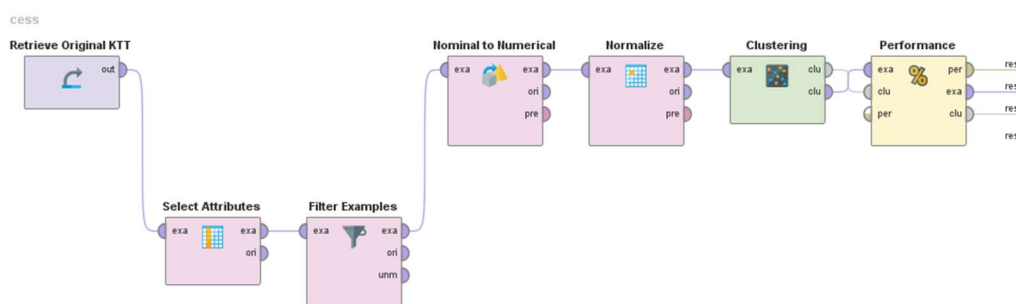 cess
Retrieve Original KTT
out
Nominal to Numerical
exa exa
ori
pre
Normalize
exa exa
ori
pre
Clustering
exa clu
clu
Performance
exa per
clu exa
per clu
res
res
res
res
Select Attributes
exa exa
ori
Filter Examples
exa exa
ori
unm